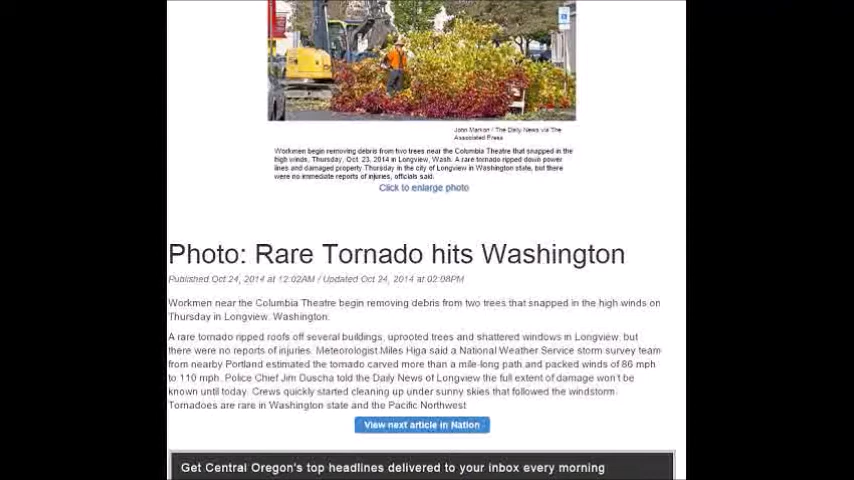 John Markon / The Daily News via The
Associated Press
Workmen begin removing debris from two trees near the Columbia Theatre that snapped in the
high winds, Thursday, Oct. 23, 2014 in Longview, Wash. A rare tornado ripped down power
lines and damaged property Thursday in the city of Longview in Washington state, but there
were no immediate reports of injuries, officials said.
Click to enlarge photo
Photo: Rare Tornado hits Washington
Published Oct 24, 2014 at 12:02AM / Updated Oct 24, 2014 at 02:08PM
Workmen near the Columbia Theatre begin removing debris from two trees that snapped in the high winds on
Thursday in Longview, Washington.
A rare tornado ripped roofs off several buildings, uprooted trees and shattered windows in Longview, but
there were no reports of injuries. Meteorologist Miles Higa said a National Weather Service storm survey team
from nearby Portland estimated the tornado carved more than a mile-long path and packed winds of 86 mph
to 110 mph. Police Chief Jim Duscha told the Daily News of Longview the full extent of damage won't be
known until today. Crews quickly started cleaning up under sunny skies that followed the windstorm.
Tornadoes are rare in Washington state and the Pacific Northwest
View next article in Nation
Get Central Oregon's top headlines delivered to your inbox every morning